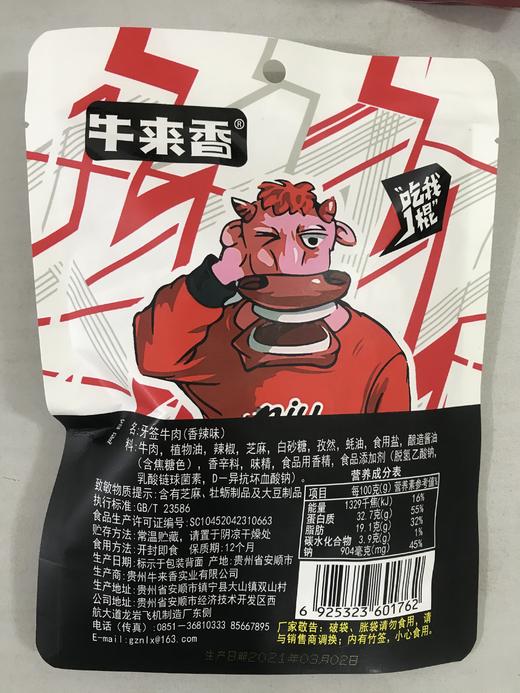 牛来香®
"吃我
一棍"
niu
名:牙签牛肉(香辣味)
料:牛肉,植物油,辣椒,芝麻,白砂糖,孜然,蚝油,食用盐,酿造酱油
(含焦糖色),香辛料,味精,食品用香精,食品添加剂(脱氢乙酸钠,
乳酸链球菌素,D一异抗坏血酸钠)。
致敏物质提示:含有芝麻、牡蛎制品及大豆制品
执行标准:GB/T 23586
食品生产许可证编号:SC10452042310663
贮存方法:常温贮藏,请置于阴凉干燥处
食用方法:开封即食 保质期:12个月
生产日期:标示于包装背面 产地:贵州省安顺市
生产商:贵州牛来香实业有限公司
生产地址:贵州省安顺市镇宁县大山镇双山村
公司地址:贵州省安顺市经济技术开发区西
航大道龙岩飞机制造厂东侧
电话(传真):0851-36810333 85667895
E-mail:gznlx@163.com
营养成分表
项目 每100克(g) 营养素参考值%
能量 1329千焦(kJ) 16%
蛋白质 32.7克(g) 55%
脂肪 19.1克(g) 32%
碳水化合物 3.9克(g) 1%
钠 904毫克(mg) 45%
6 925323 601762
厂家敬告:破袋、胀袋请勿食用,请
与销售商调换;内有竹签,小心食用。
生产日期2021年03月02日